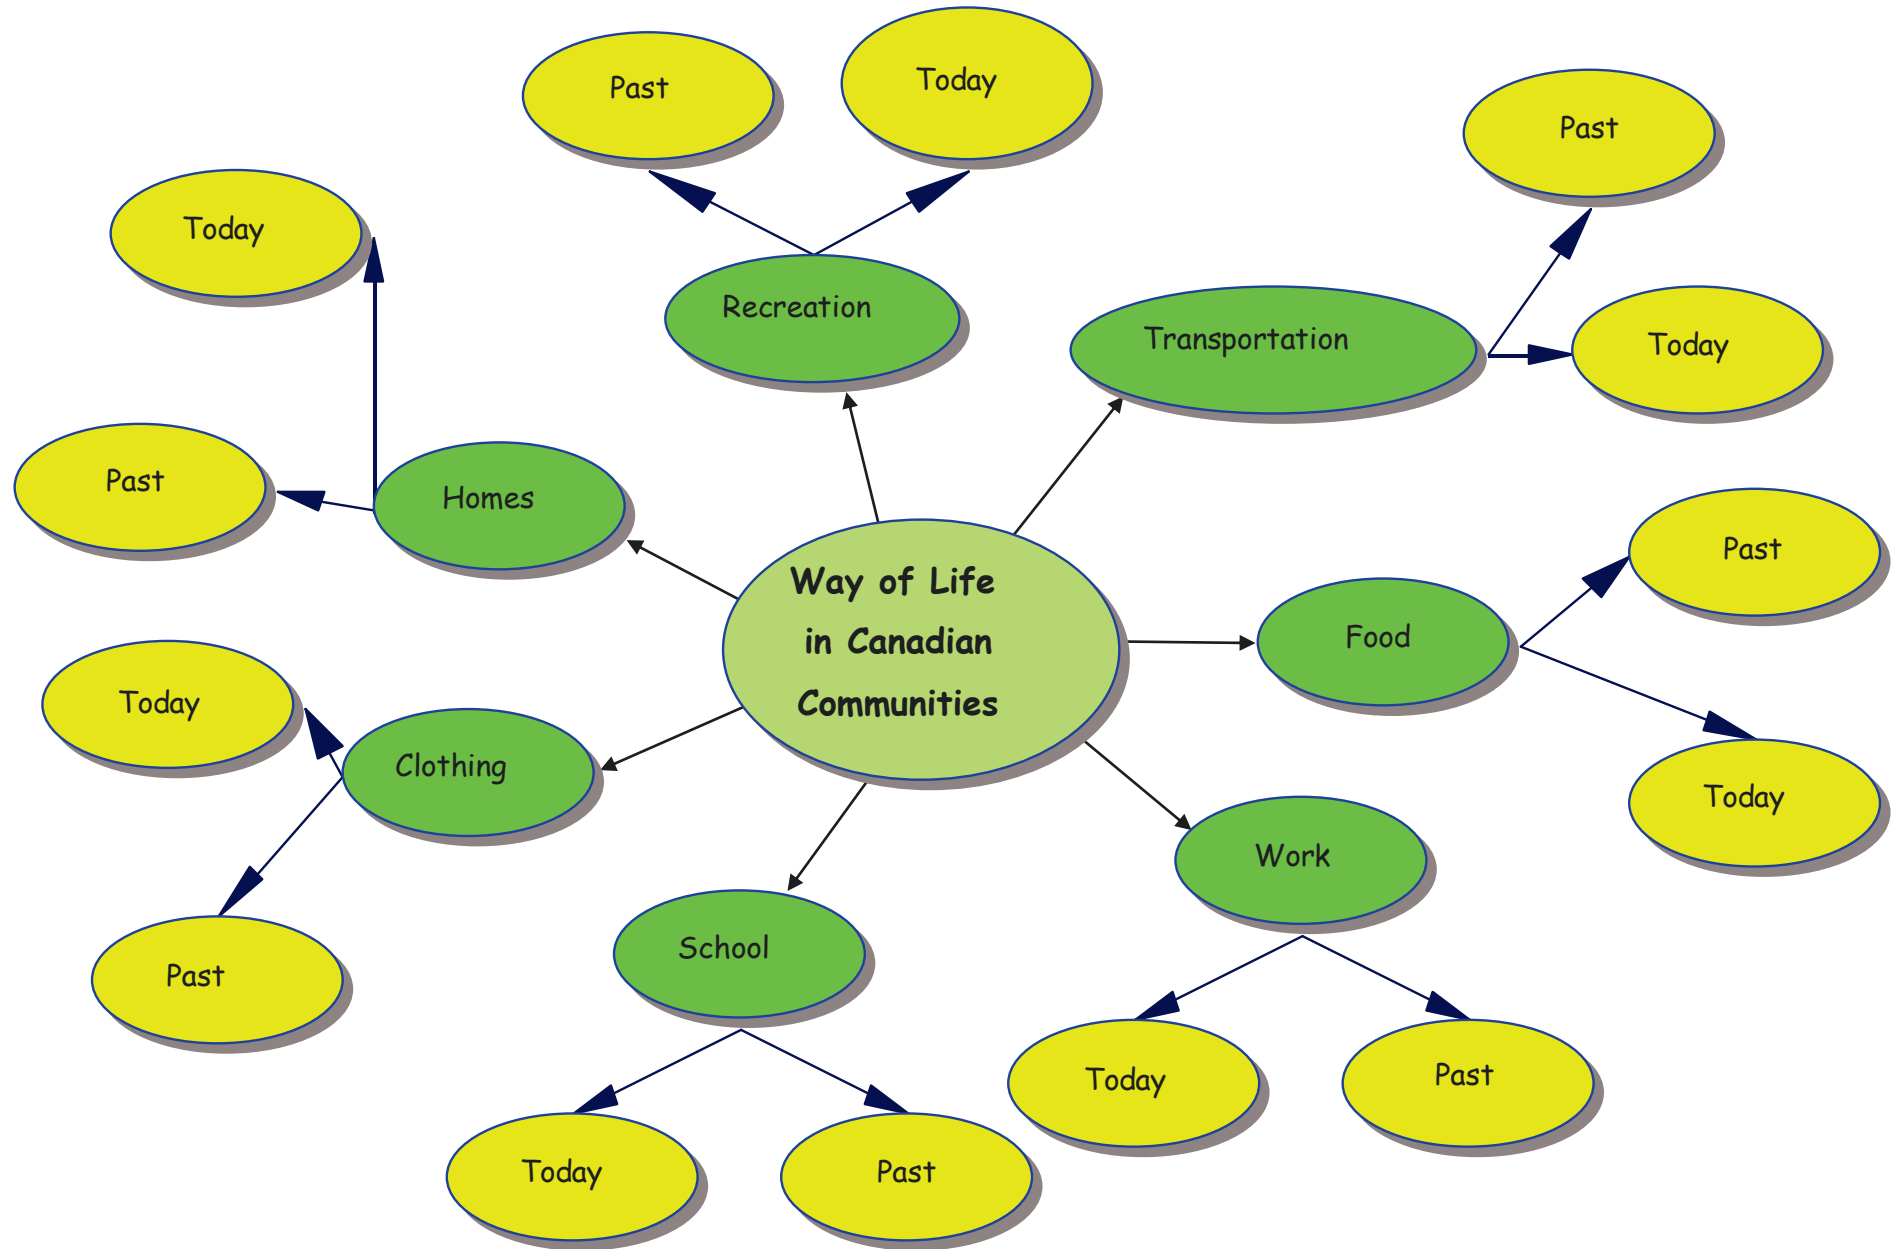 Past
Today
Past
Today
Recreation
Transportation
Today
Past
Homes
Past
Way of Life
in Canadian
Communities
Food
Today
Clothing
Today
Work
School
Past
Today
Past
Today
Past